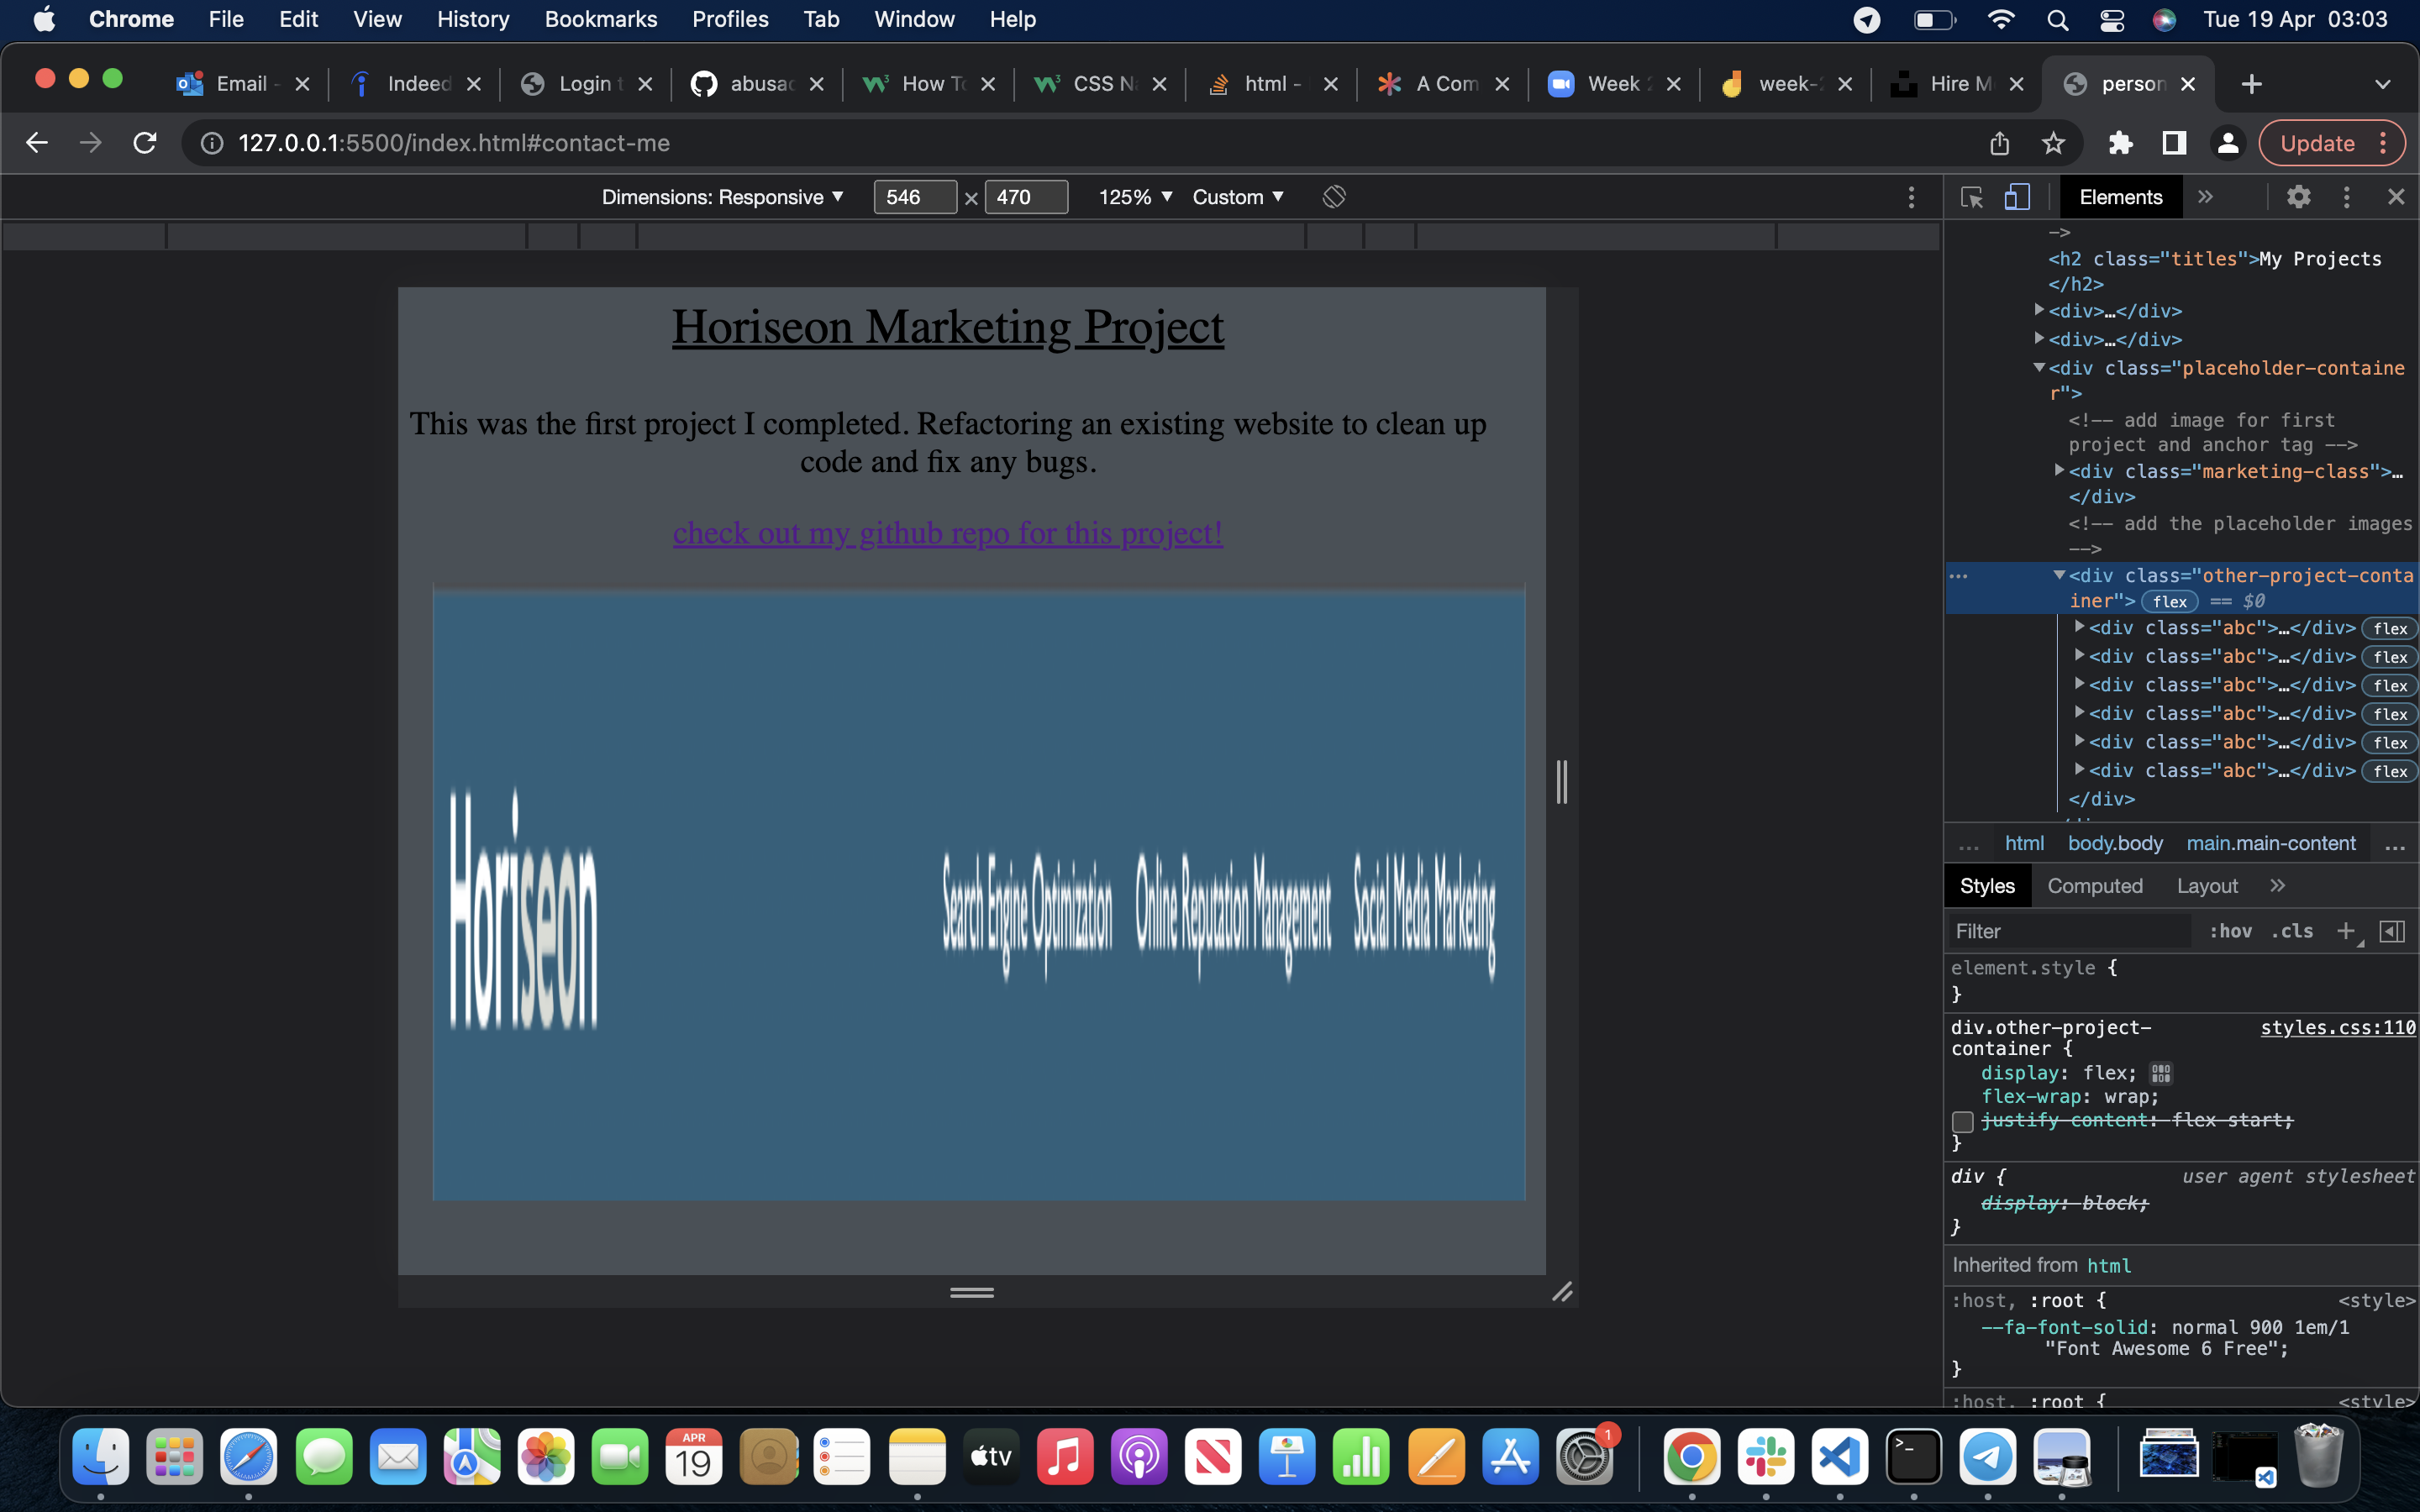 Chrome File Edit View History Bookmarks Profiles Tab Window Help Tue 19 Apr 03:03
Email - Indeed Login t abusac How To CSS N html - A Com Week 2 week-2 Hire M person
127.0.0.1:5500/index.html#contact-me Update
Dimensions: Responsive 546 × 470 125% Custom
Elements
Horiseon Marketing Project
This was the first project I completed. Refactoring an existing website to clean up
code and fix any bugs.
check out my github repo for this project!
Horiseon
Search Engine Optimization Online Reputation Management Social Media Marketing
-->
<h2 class="titles">My Projects
</h2>
<div>…</div>
<div>…</div>
<div class="placeholder-containe
r">
<!-- add image for first
project and anchor tag -->
<div class="marketing-class">…
</div>
<!-- add the placeholder images
-->
<div class="other-project-conta
iner"> flex == $0
<div class="abc">…</div> flex
<div class="abc">…</div> flex
<div class="abc">…</div> flex
<div class="abc">…</div> flex
<div class="abc">…</div> flex
<div class="abc">…</div> flex
</div>
... html body.body main.main-content ...
Styles Computed Layout
Filter :hov .cls
element.style {
}
div.other-project- styles.css:110
container {
display: flex;
flex-wrap: wrap;
justify-content: flex-start;
}
div { user agent stylesheet
display: block;
}
Inherited from html
:host, :root { <style>
--fa-font-solid: normal 900 1em/1
"Font Awesome 6 Free";
}
:host, :root { <style>
APR
19
tv
1